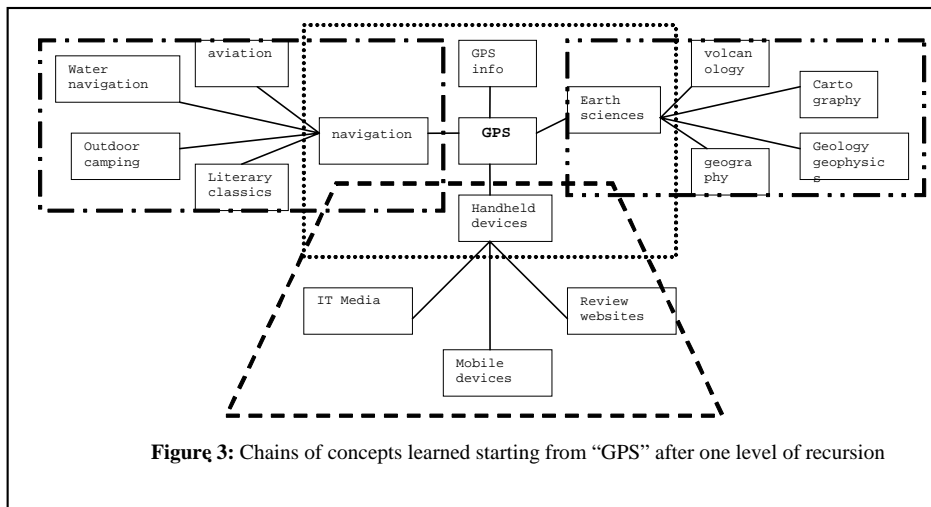 aviation
Water
navigation
Outdoor
camping
Literary
classics
navigation
GPS
info
GPS
Handheld
devices
Earth
sciences
volcan
ology
Carto
graphy
Geology
geophysic
s
geogra
phy
IT Media
Mobile
devices
Review
websites
Figure 3: Chains of concepts learned starting from “GPS” after one level of recursion